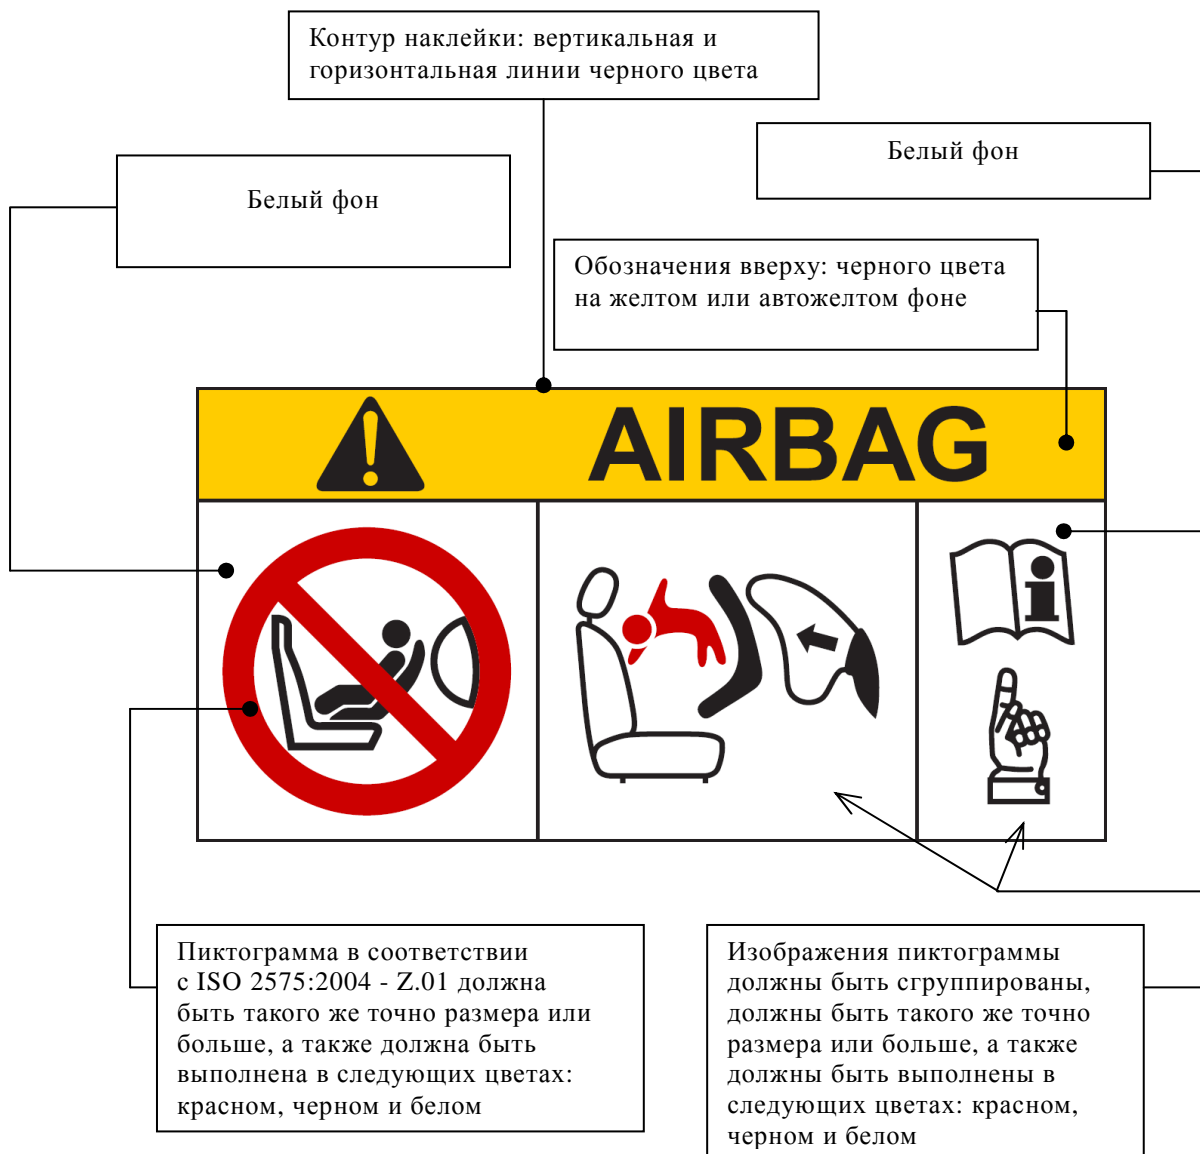 Контур наклейки: вертикальная и
горизонтальная линии черного цвета
Белый фон
Белый фон
Обозначения вверху: черного цвета
на желтом или автожелтом фоне
AIRBAG
Пиктограмма в соответствии
с ISO 2575:2004 - Z.01 должна
быть такого же точно размера или
больше, а также должна быть
выполнена в следующих цветах:
красном, черном и белом
Изображения пиктограммы
должны быть сгруппированы,
должны быть такого же точно
размера или больше, а также
должны быть выполнены в
следующих цветах: красном,
черном и белом